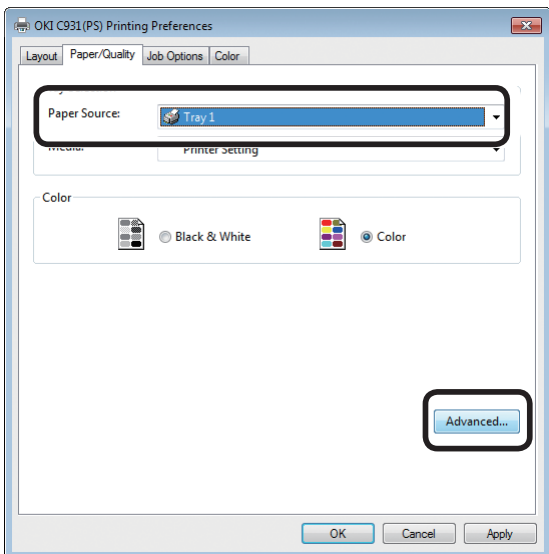 OKI C931(PS) Printing Preferences
Layout Paper/Quality Job Options Color
Paper Source: Tray 1
Media: Printer Setting
Color
Black & White Color
Advanced...
OK Cancel Apply